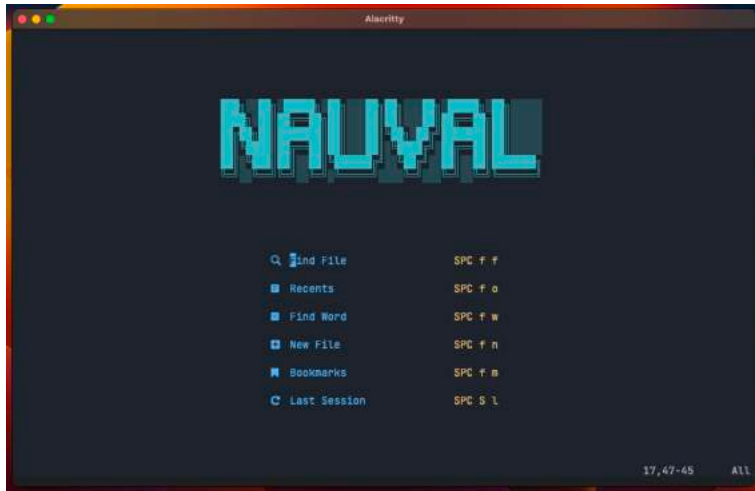 Alacritty
NAUVAL
Find File SPC f f
Recents SPC f o
Find Word SPC f w
New File SPC f n
Bookmarks SPC f m
Last Session SPC S l
17,47-45 All